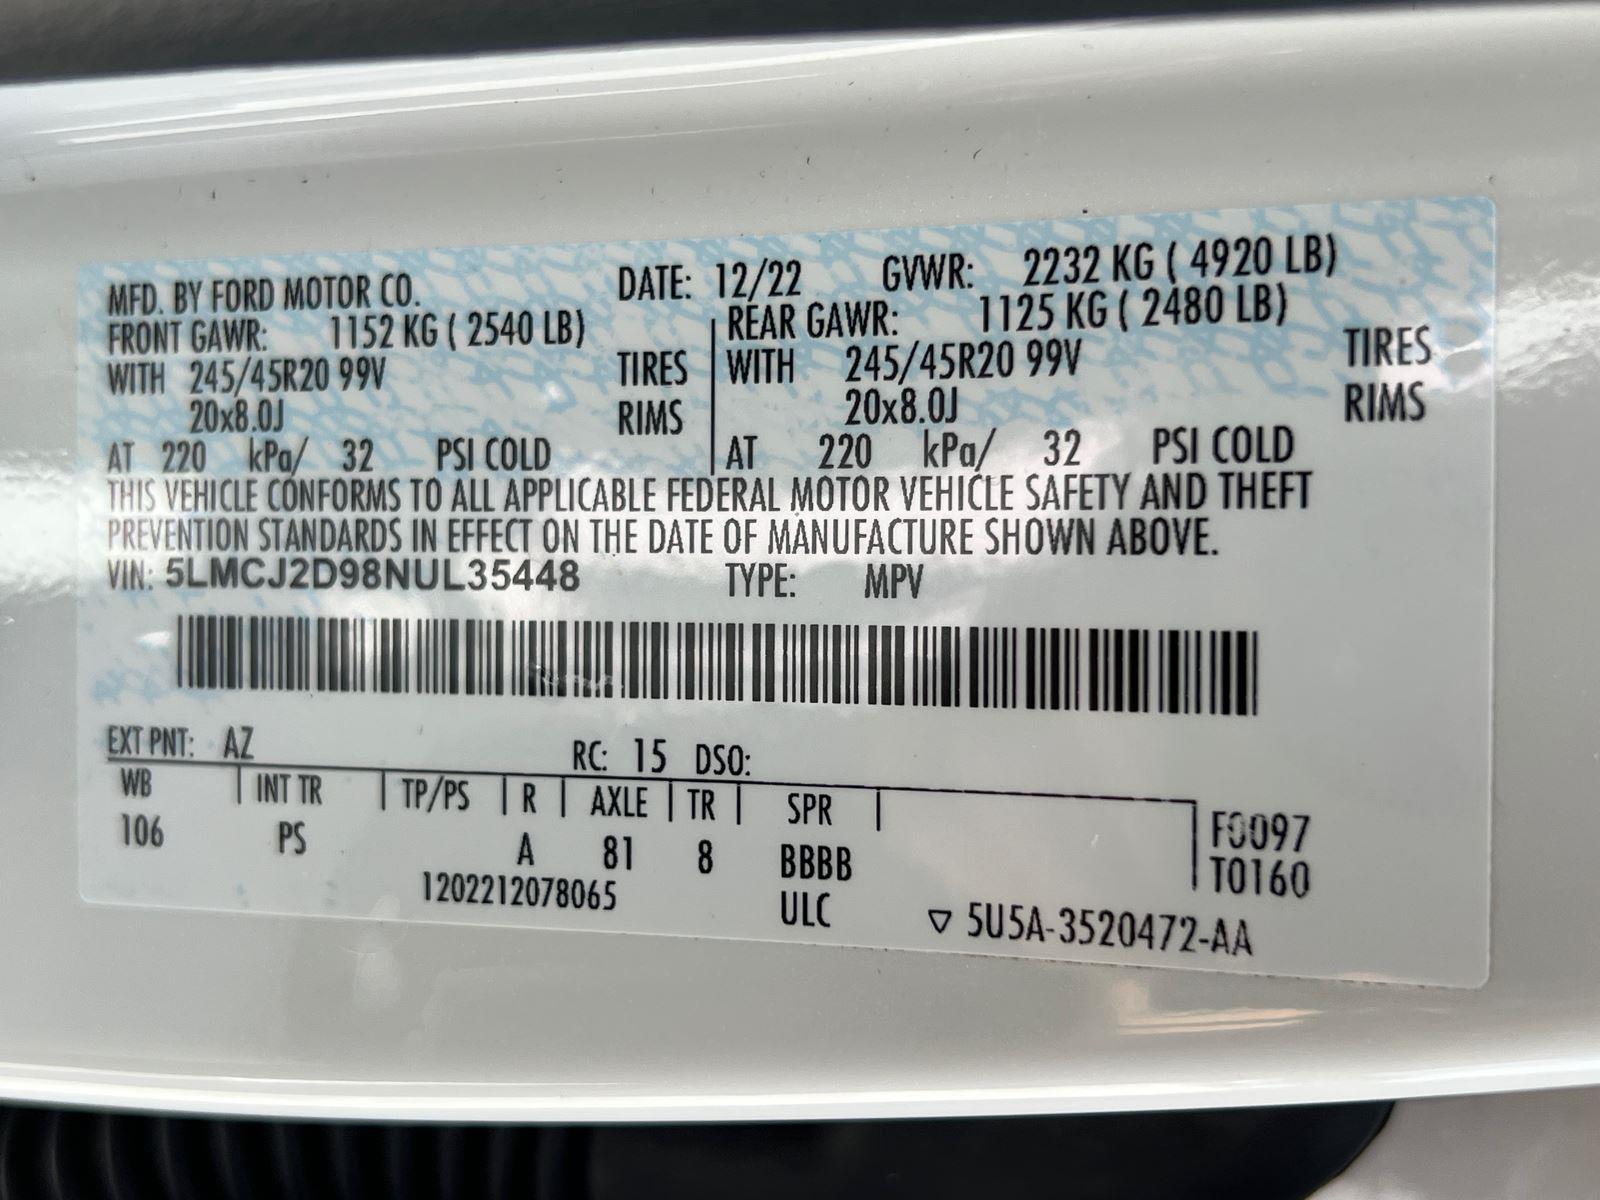 MFD. BY FORD MOTOR CO. DATE: 12/22 GVWR: 2232 KG ( 4920 LB)
FRONT GAWR: 1152 KG ( 2540 LB) REAR GAWR: 1125 KG ( 2480 LB)
WITH 245/45R20 99V TIRES WITH 245/45R20 99V TIRES
20x8.0J RIMS 20x8.0J RIMS
AT 220 kPa/ 32 PSI COLD AT 220 kPa/ 32 PSI COLD
THIS VEHICLE CONFORMS TO ALL APPLICABLE FEDERAL MOTOR VEHICLE SAFETY AND THEFT
PREVENTION STANDARDS IN EFFECT ON THE DATE OF MANUFACTURE SHOWN ABOVE.
VIN: 5LMCJ2D98NUL35448 TYPE: MPV
EXT PNT: AZ RC: 15 DSO:
WB | INT TR | TP/PS | R | AXLE | TR | SPR | F0097
106 PS A 81 8 BBBB T0160
1202212078065 ULC ▽ 5U5A-3520472-AA